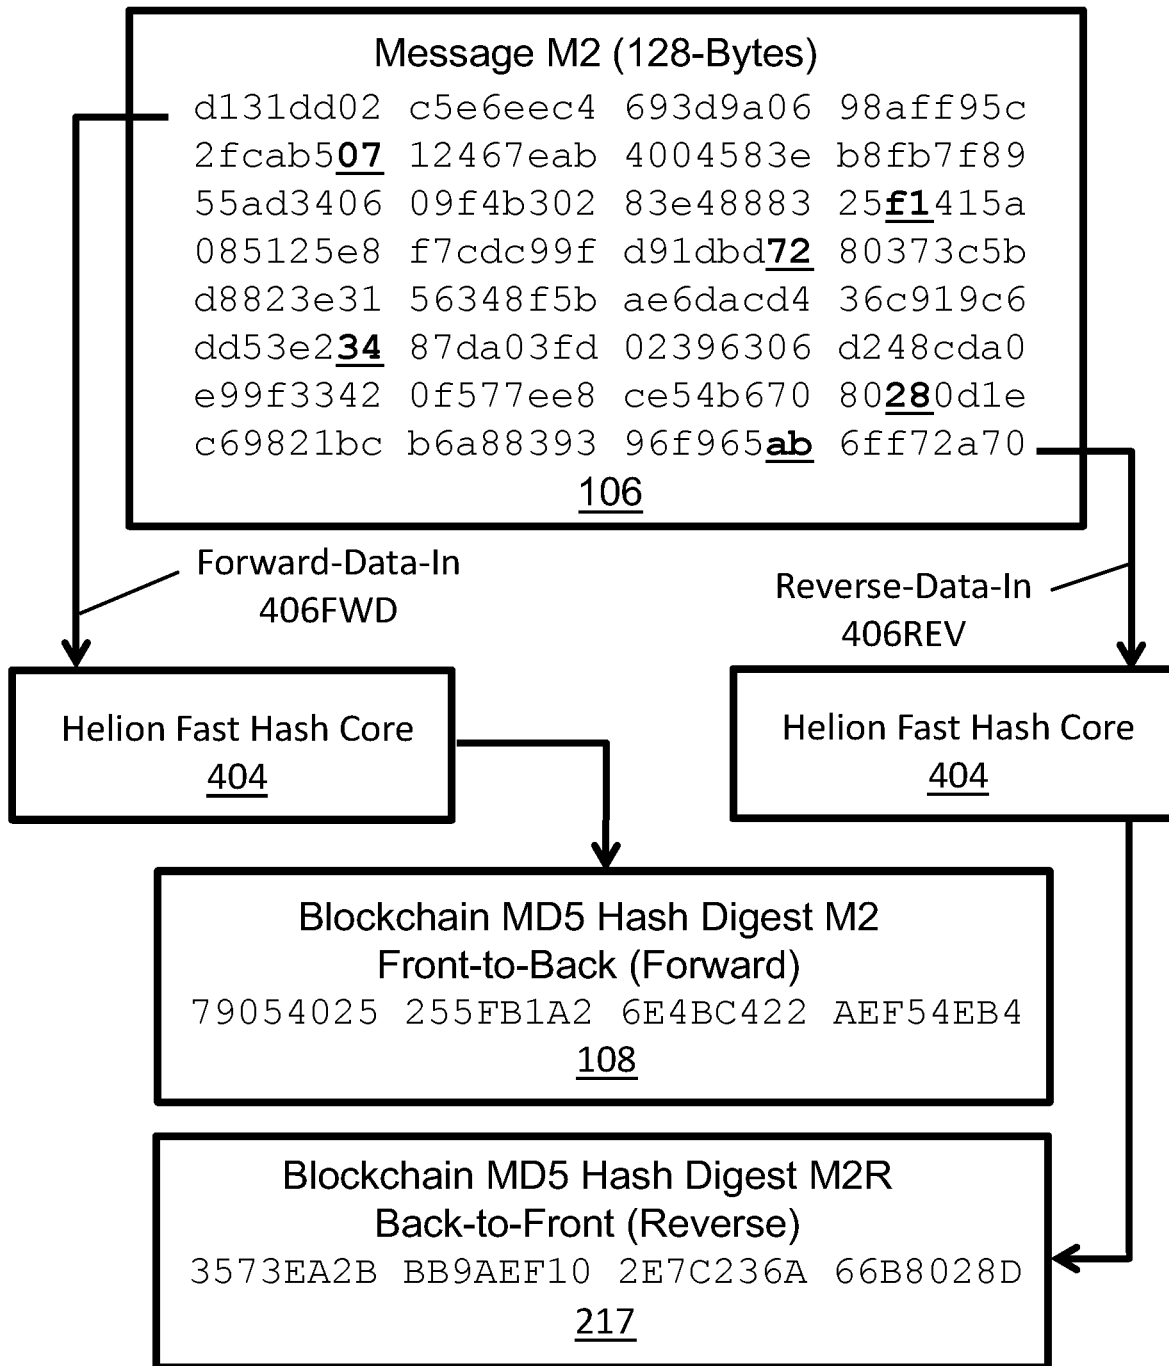 Message M2 (128-Bytes)
d131dd02 c5e6eec4 693d9a06 98aff95c
2fcab507 12467eab 4004583e b8fb7f89
55ad3406 09f4b302 83e48883 25f1415a
085125e8 f7cdc99f d91dbd72 80373c5b
d8823e31 56348f5b ae6dacd4 36c919c6
dd53e234 87da03fd 02396306 d248cda0
e99f3342 0f577ee8 ce54b670 80280d1e
c69821bc b6a88393 96f965ab 6ff72a70
106
Forward-Data-In
406FWD
Reverse-Data-In
406REV
Helion Fast Hash Core
404
Helion Fast Hash Core
404
Blockchain MD5 Hash Digest M2
Front-to-Back (Forward)
79054025 255FB1A2 6E4BC422 AEF54EB4
108
Blockchain MD5 Hash Digest M2R
Back-to-Front (Reverse)
3573EA2B BB9AEF10 2E7C236A 66B8028D
217